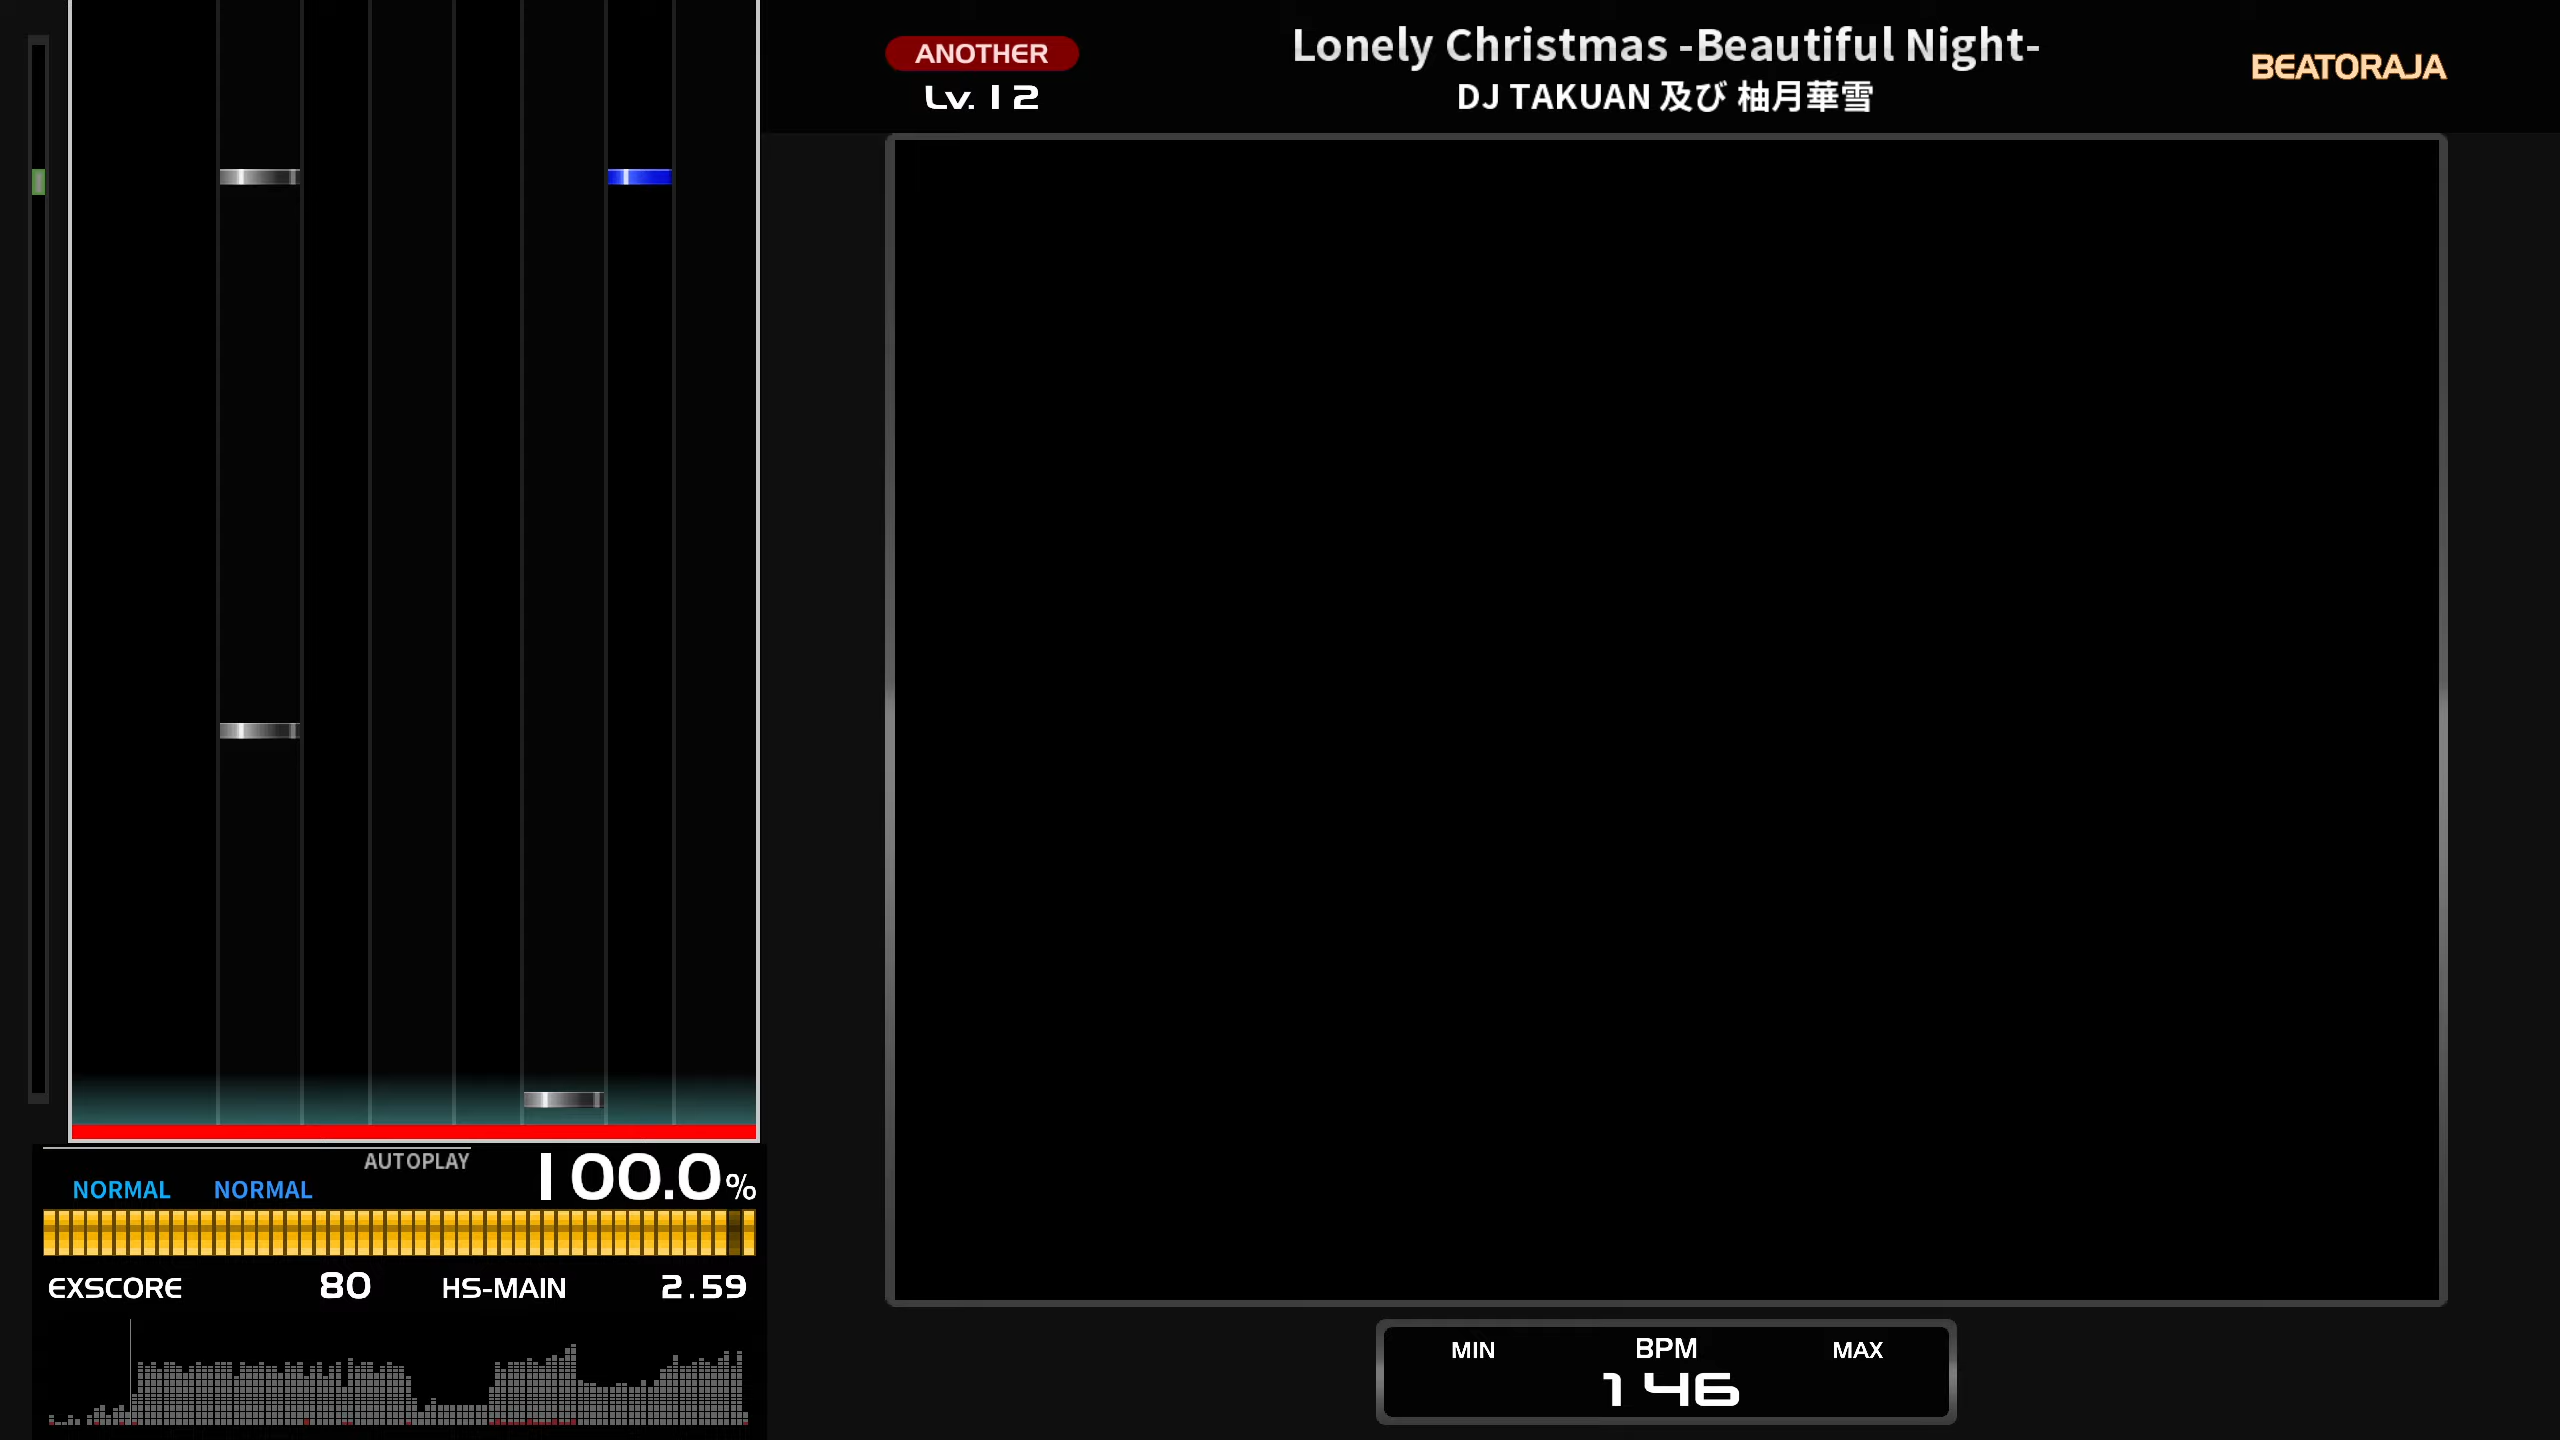 ANOTHER
Lv.12
Lonely Christmas -Beautiful Night-
DJ TAKUAN 及び 柚月華雪
BEATORAJA
AUTOPLAY
NORMAL NORMAL
100.0%
EXSCORE 80 HS-MAIN 2.59
MIN BPM MAX
146